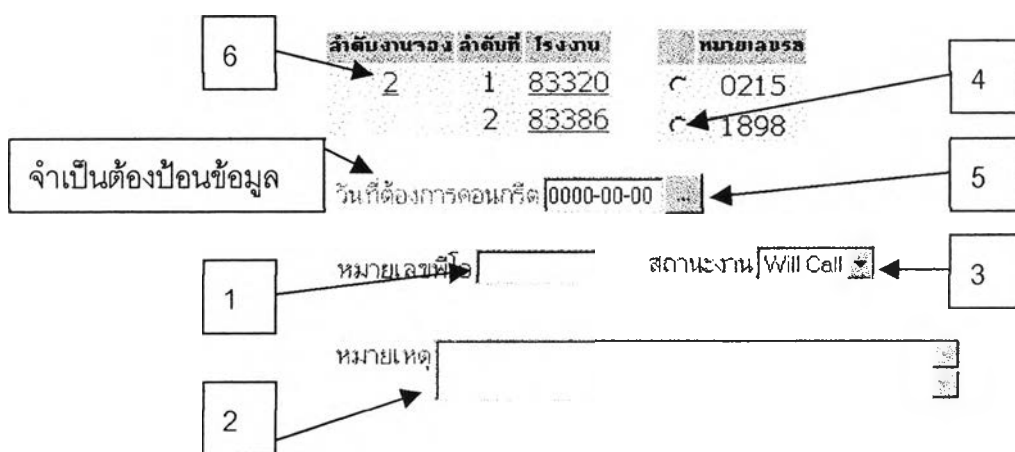 6
ลำดับงานจอง ลำดับที่ โรงงาน หมายเลขรถ
2 1 83320 0215
2 83386 1898
4
จำเป็นต้องป้อนข้อมูล
วันที่ต้องการคอนกรีต 0000-00-00 ...
5
หมายเลขพีโอ
สถานะงาน Will Call
3
1
หมายเหตุ
2